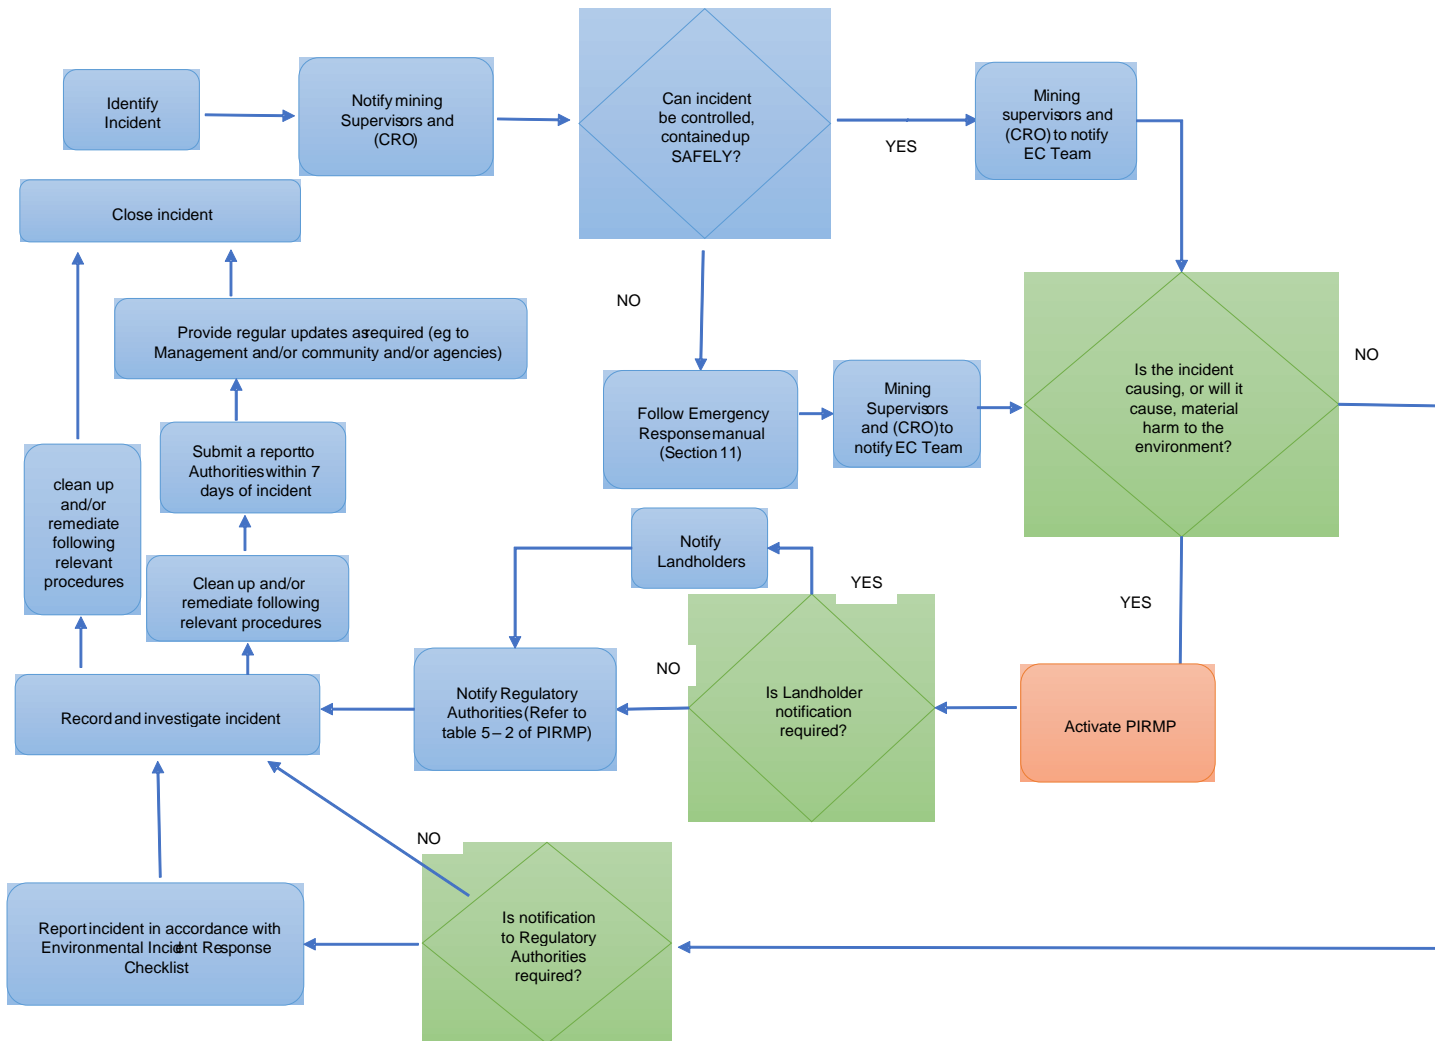 Identify
Incident
Notify mining
Supervisors and
(CRO)
Can incident
be controlled,
contained up
SAFELY?
YES
Mining
supervisors and
(CRO) to notify
EC Team
Close incident
NO
Provide regular updates as required (eg to
Management and/or community and/or agencies)
Follow Emergency
Response manual
(Section 11)
Mining
Supervisors
and (CRO) to
notify EC Team
Is the incident
causing, or will it
cause, material
harm to the
environment?
NO
clean up
and/or
remediate
following
relevant
procedures
Submit a report to
Authorities within 7
days of incident
Clean up and/or
remediate following
relevant procedures
Notify
Landholders
YES
YES
NO
Record and investigate incident
Notify Regulatory
Authorities (Refer to
table 5 – 2 of PIRMP)
Is Landholder
notification
required?
Activate PIRMP
NO
Report incident in accordance with
Environmental Incident Response
Checklist
Is notification
to Regulatory
Authorities
required?